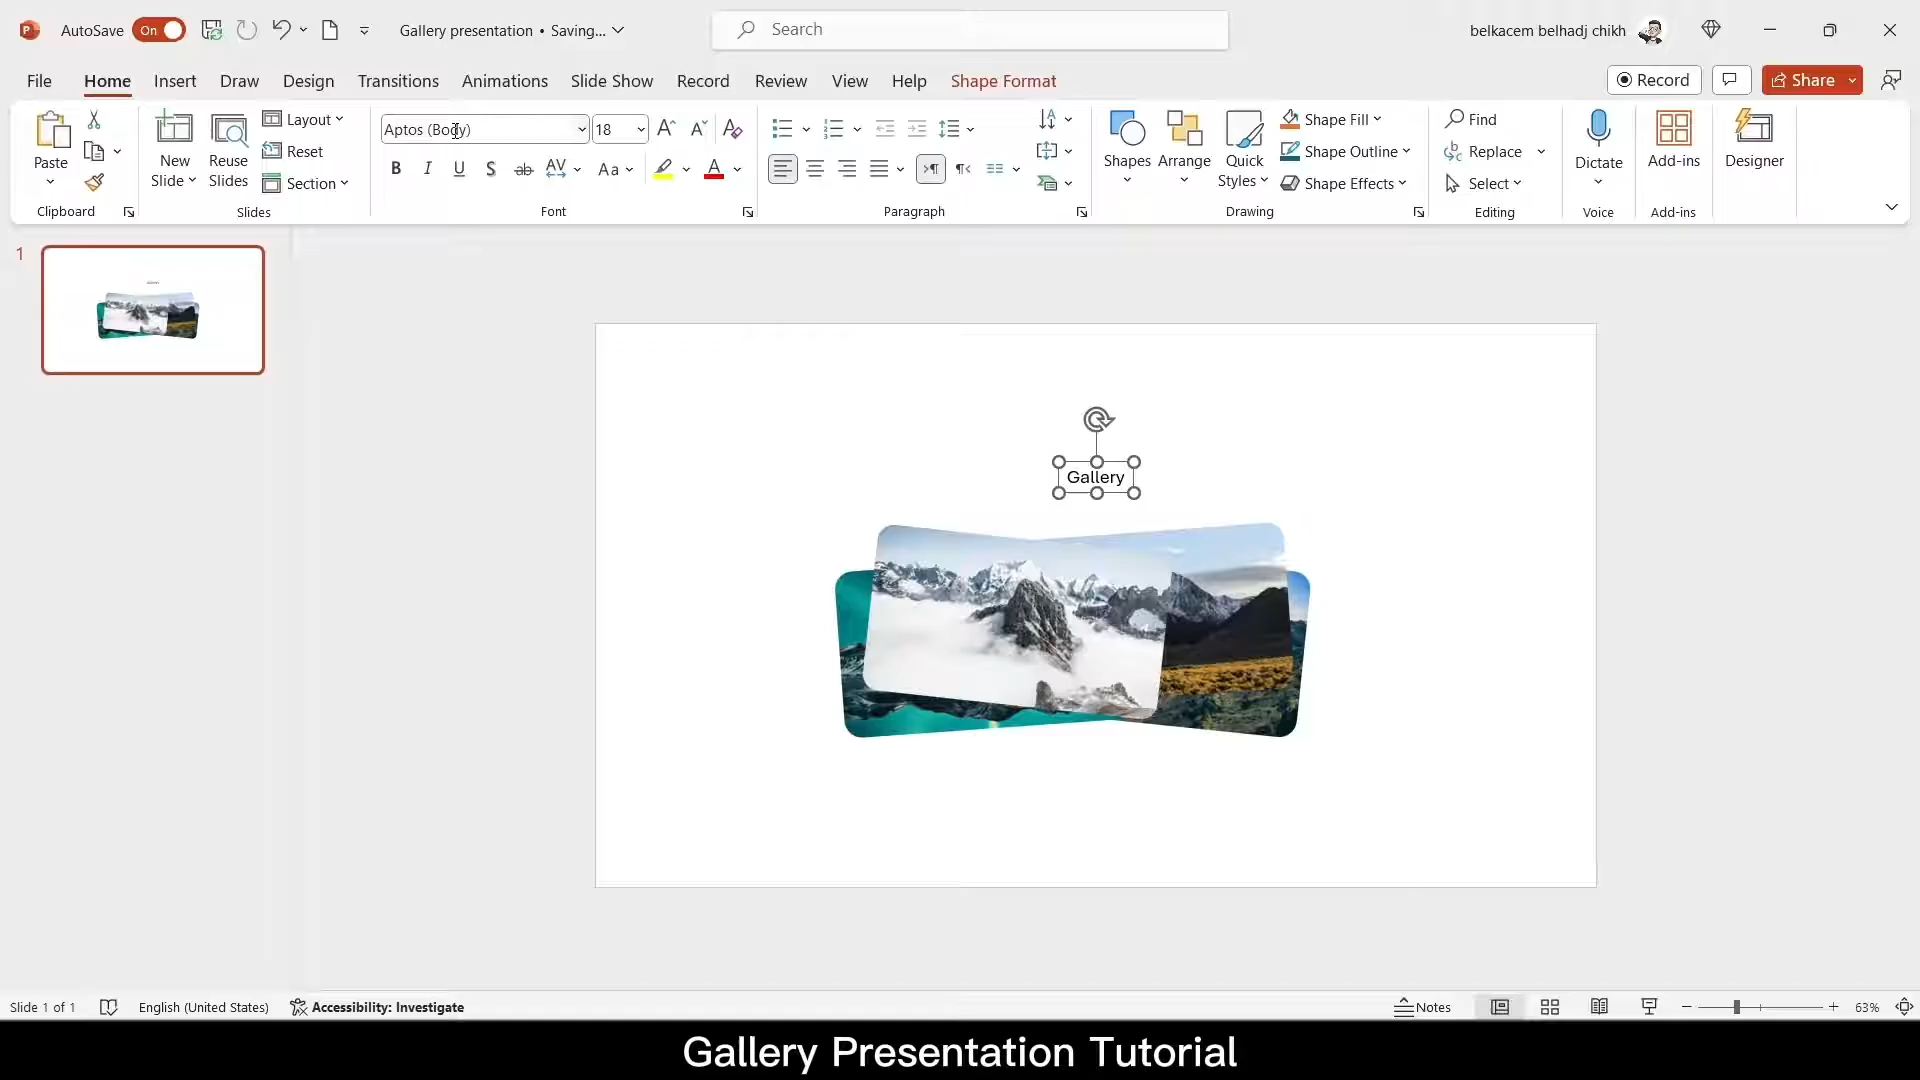 AutoSave On Gallery presentation • Saving... Search belkacem belhadj chikh
File Home Insert Draw Design Transitions Animations Slide Show Record Review View Help Shape Format Record Share
Paste
New Slide
Reuse Slides
Layout
Reset
Section
Aptos (Body) 18
B I U S ab AV Aa A
Shapes
Arrange
Quick Styles
Shape Fill
Shape Outline
Shape Effects
Find
Replace
Select
Dictate
Add-ins
Designer
Clipboard Slides Font Paragraph Drawing Editing Voice Add-ins
1
Gallery
Slide 1 of 1 English (United States) Accessibility: Investigate Notes 63%
Gallery Presentation Tutorial